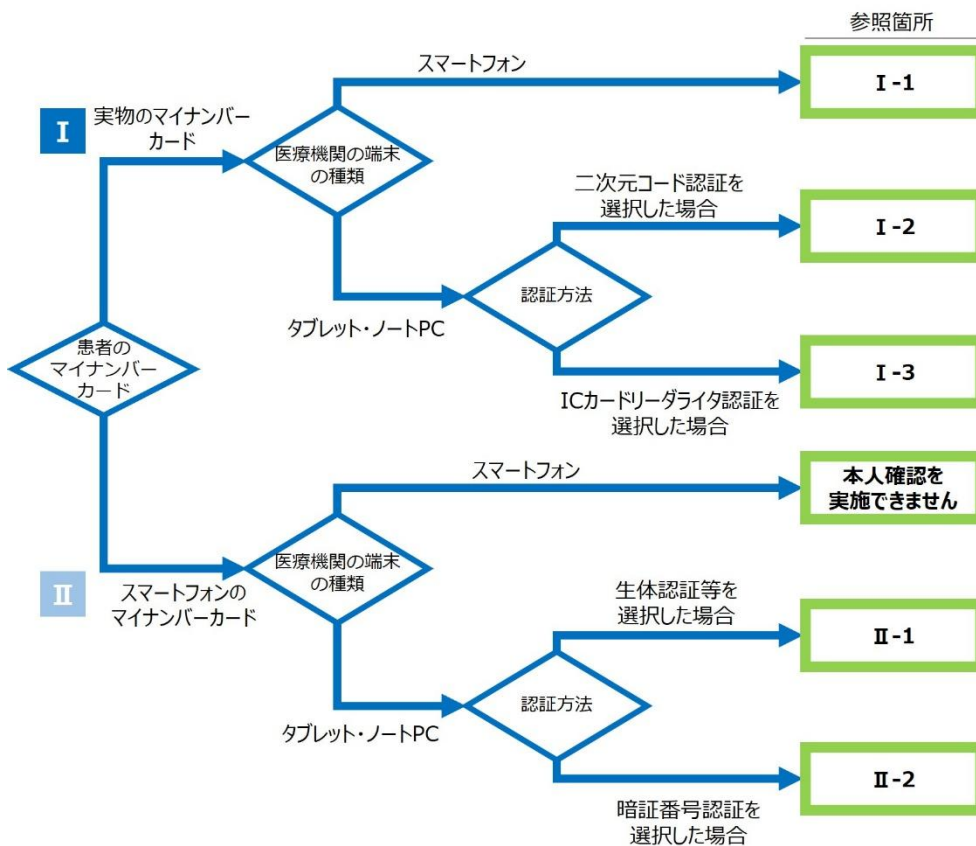 参照箇所
スマートフォン
Ⅰ-1
Ⅰ
実物のマイナンバー
カード
医療機関の端末
の種類
二次元コード認証を
選択した場合
Ⅰ-2
認証方法
タブレット・ノートPC
患者の
マイナンバー
カード
Ⅰ-3
ICカードリーダライタ認証を
選択した場合
スマートフォン
本人確認を
実施できません
医療機関の端末
の種類
Ⅱ
スマートフォンの
マイナンバーカード
生体認証等を
選択した場合
Ⅱ-1
認証方法
タブレット・ノートPC
Ⅱ-2
暗証番号認証を
選択した場合